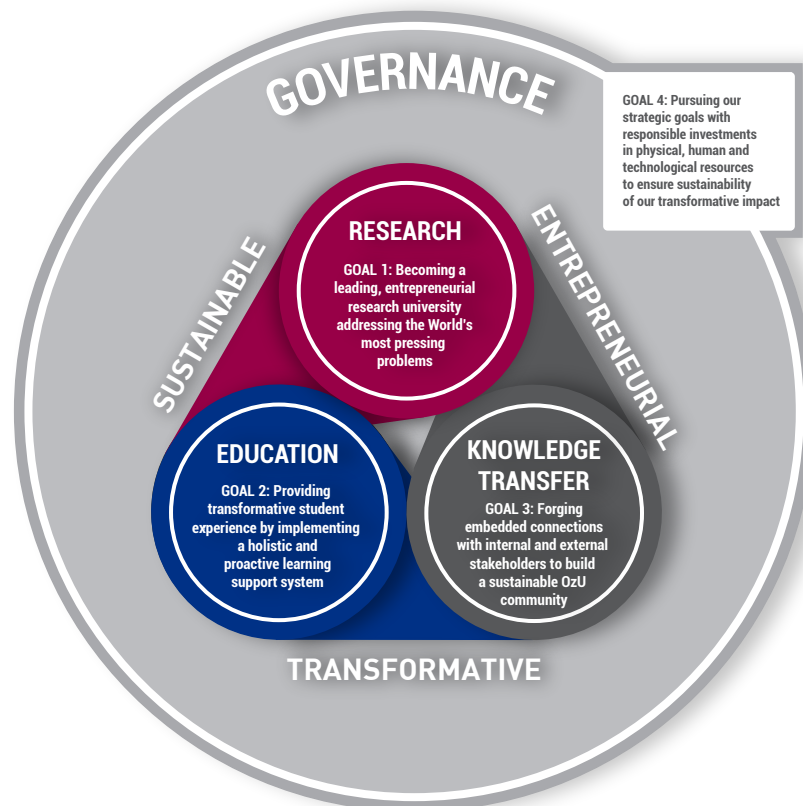 GOVERNANCE
GOAL 4: Pursuing our
strategic goals with
responsible investments
in physical, human and
technological resources
to ensure sustainability
of our transformative impact
SUSTAINABLE
ENTREPRENEURIAL
RESEARCH
GOAL 1: Becoming a
leading, entrepreneurial
research university
addressing the World's
most pressing
problems
EDUCATION
GOAL 2: Providing
transformative student
experience by implementing
a holistic and
proactive learning
support system
KNOWLEDGE
TRANSFER
GOAL 3: Forging
embedded connections
with internal and external
stakeholders to build
a sustainable OzU
community
TRANSFORMATIVE